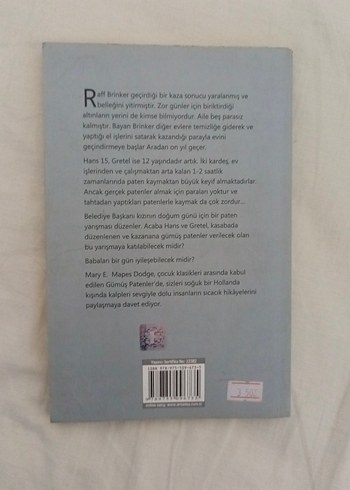 Raff Brinker geçirdiği bir kaza sonucu yaralanmış ve
belleğini yitirmiştir. Zor günler için biriktirdiği
altınların yerini de kimse bilmiyordur. Aile beş parasız
kalmıştır. Bayan Brinker diğer evlere temizliğe giderek ve
yaptığı el işlerini satarak kazandığı parayla evini
geçindirmeye başlar Aradan on yıl geçer.
Hans 15, Gretel ise 12 yaşındadır artık. İki kardeş, ev
işlerinden ve çalışmaktan arta kalan 1-2 saatlik
zamanlarında paten kaymaktan büyük keyif almaktadırlar.
Ancak gerçek patenler almak için paraları yoktur ve
tahtadan yaptıkları patenlerle kaymak da çok zordur...
Belediye Başkanı kızının doğum günü için bir paten
yarışması düzenler. Acaba Hans ve Gretel, kasabada
düzenlenen ve kazanana gümüş patenler verilecek olan
bu yarışmaya katılabilecek midir?
Babaları bir gün iyileşebilecek midir?
Mary E. Mapes Dodge, çocuk klasikleri arasında kabul
edilen Gümüş Patenler'de, sizleri soğuk bir Hollanda
kışında kalpleri sevgiyle dolu insanların sıcacık hikâyelerini
paylaşmaya davet ediyor.